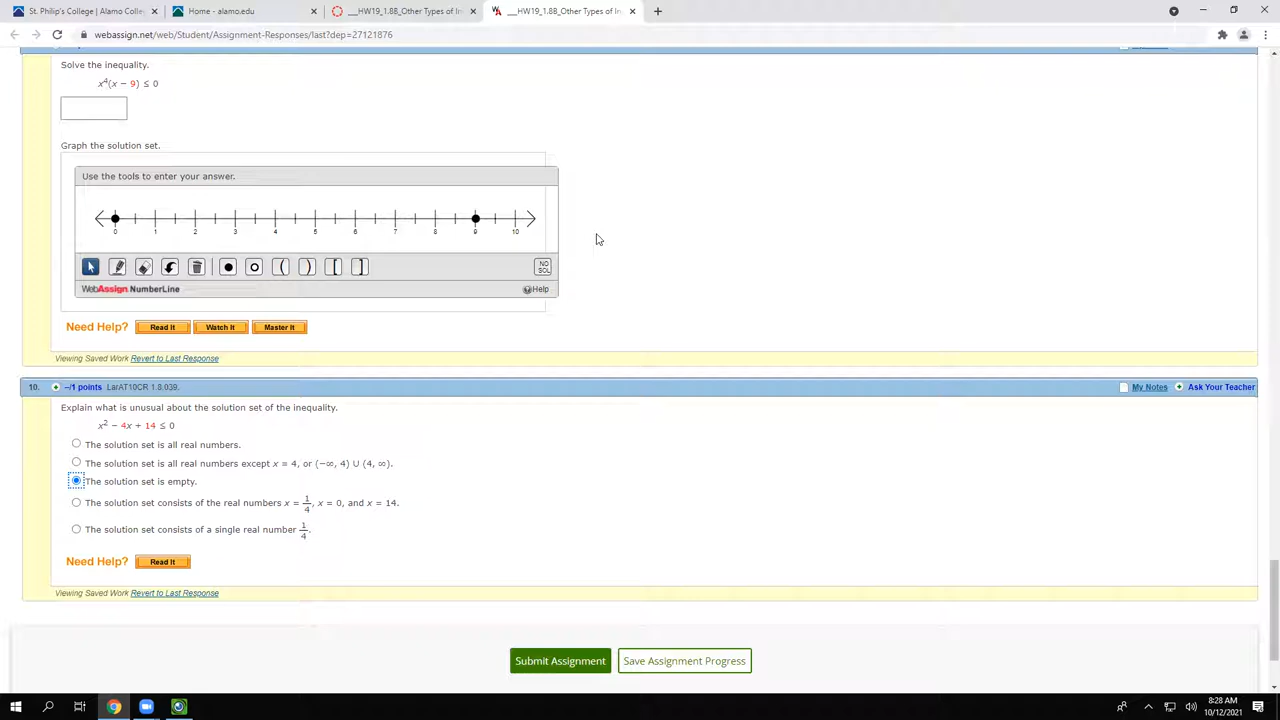 St. Philip's College | Alamo Colle
Home - alamo.edu
__HW19_1.8B_Other Types of In
__HW19_1.8B_Other Types of In
webassign.net/web/Student/Assignment-Responses/last?dep=27121876
Solve the inequality.
x⁴(x − 9) ≤ 0
Graph the solution set.
Use the tools to enter your answer.
0 1 2 3 4 5 6 7 8 9 10
( ) [ ] NO SOL
WebAssign NumberLine
Help
Need Help? Read It Watch It Master It
Viewing Saved Work Revert to Last Response
10. --/1 points LarAT10CR 1.8.039. My Notes Ask Your Teacher
Explain what is unusual about the solution set of the inequality.
x² − 4x + 14 ≤ 0
The solution set is all real numbers.
The solution set is all real numbers except x = 4, or (−∞, 4) ∪ (4, ∞).
The solution set is empty.
The solution set consists of the real numbers x = 1/4, x = 0, and x = 14.
The solution set consists of a single real number 1/4.
Need Help? Read It
Viewing Saved Work Revert to Last Response
Submit Assignment Save Assignment Progress
8:28 AM
10/12/2021